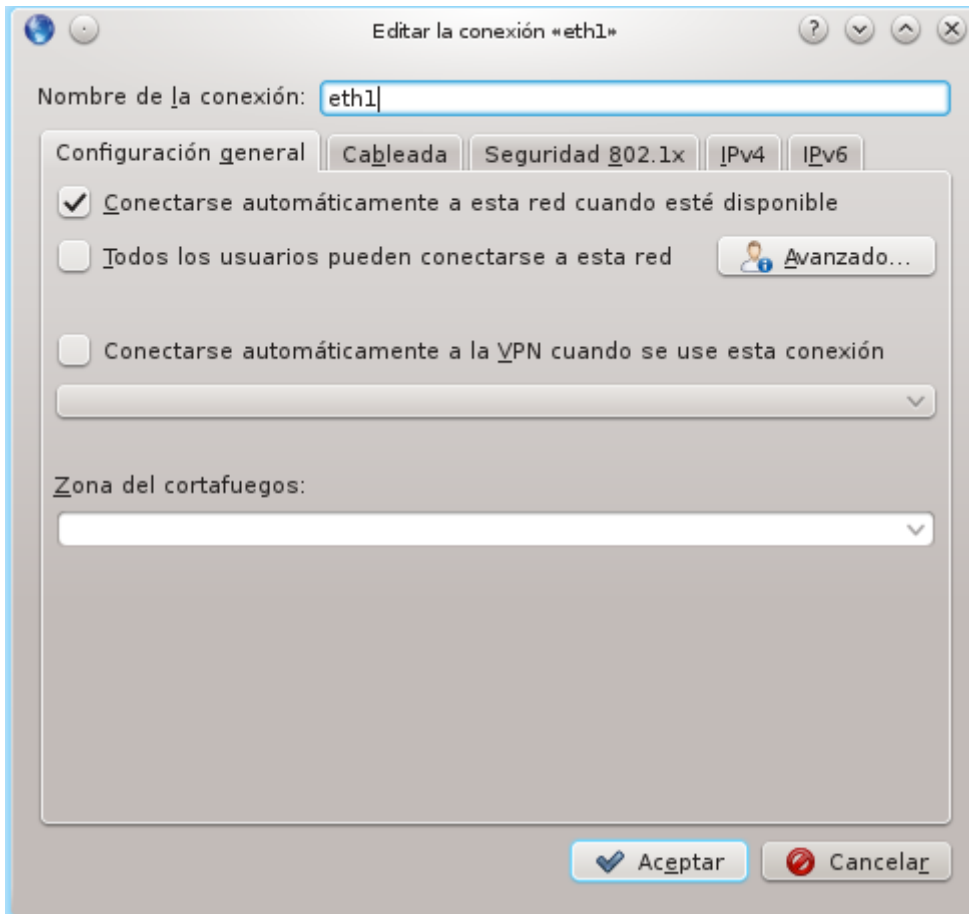 Editar la conexión «eth1»
Nombre de la conexión: eth1
Configuración general Cableada Seguridad 802.1x IPv4 IPv6
Conectarse automáticamente a esta red cuando esté disponible
Todos los usuarios pueden conectarse a esta red Avanzado...
Conectarse automáticamente a la VPN cuando se use esta conexión
Zona del cortafuegos:
Aceptar Cancelar